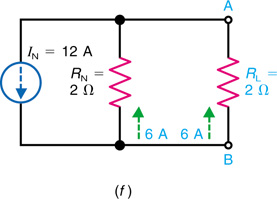 A
I_N = 12 A
R_N =
2 Ω
R_L =
2 Ω
6 A
6 A
B
(f)